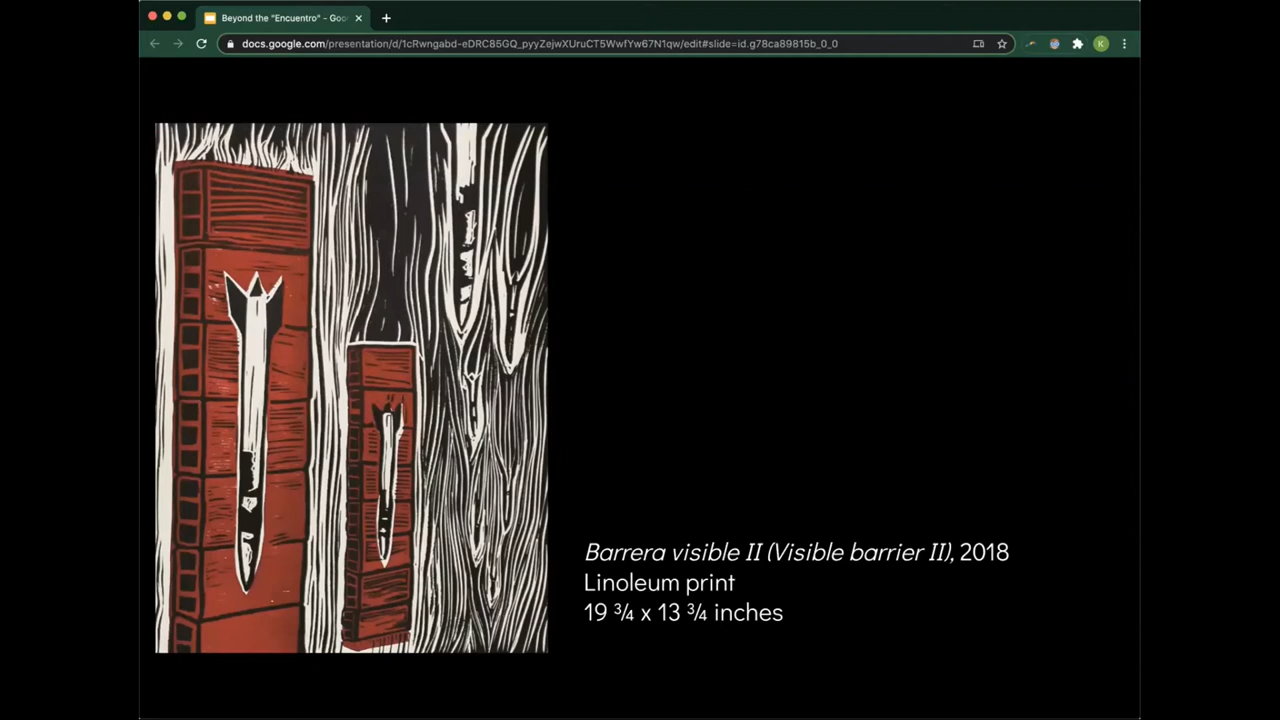 Beyond the "Encuentro" - Goo
docs.google.com/presentation/d/1cRwngabd-eDRC85GQ_pyyZejwXUruCT5WwfYw67N1qw/edit#slide=id.g78ca89815b_0_0
K
Barrera visible II (Visible barrier II), 2018
Linoleum print
19 ¾ x 13 ¾ inches